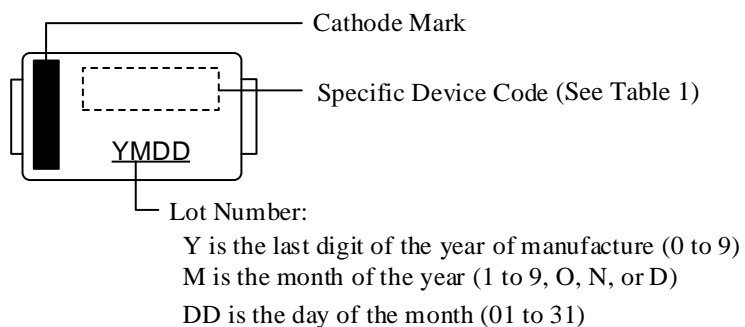 Cathode Mark
Specific Device Code (See Table 1)
YMDD
Lot Number:
Y is the last digit of the year of manufacture (0 to 9)
M is the month of the year (1 to 9, O, N, or D)
DD is the day of the month (01 to 31)